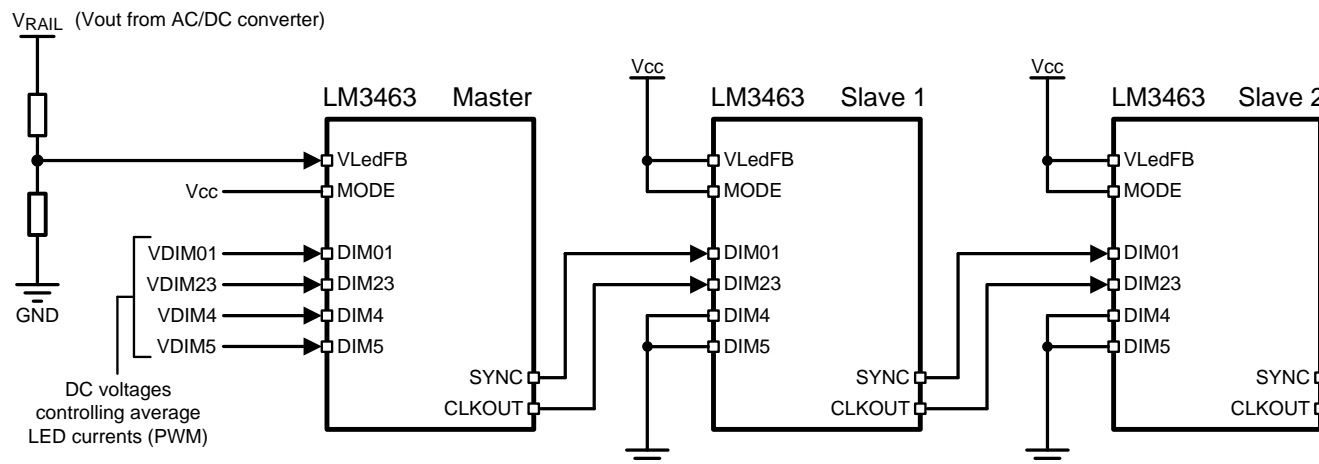 VRAIL (Vout from AC/DC converter)
GND
Vcc
VDIM01
VDIM23
VDIM4
VDIM5
DC voltages
controlling average
LED currents (PWM)
LM3463 Master
VLedFB
MODE
DIM01
DIM23
DIM4
DIM5
SYNC
CLKOUT
Vcc
LM3463 Slave 1
VLedFB
MODE
DIM01
DIM23
DIM4
DIM5
SYNC
CLKOUT
Vcc
LM3463 Slave 2
VLedFB
MODE
DIM01
DIM23
DIM4
DIM5
SYNC
CLKOUT